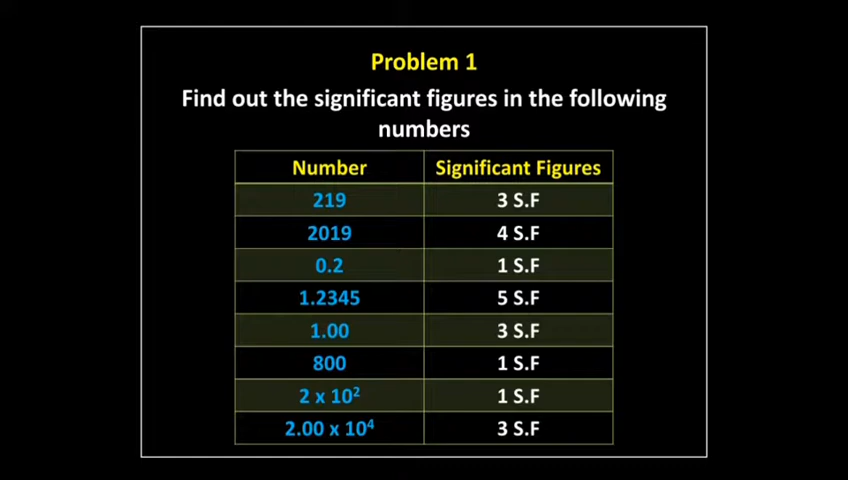 Problem 1
Find out the significant figures in the following
numbers
Number Significant Figures
219 3 S.F
2019 4 S.F
0.2 1 S.F
1.2345 5 S.F
1.00 3 S.F
800 1 S.F
2 x 10² 1 S.F
2.00 x 10⁴ 3 S.F